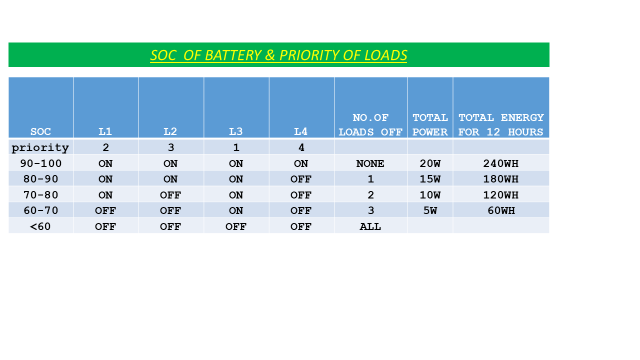 SOC OF BATTERY & PRIORITY OF LOADS
SOC L1 L2 L3 L4 NO.OF LOADS OFF TOTAL POWER TOTAL ENERGY FOR 12 HOURS
priority 2 3 1 4
90-100 ON ON ON ON NONE 20W 240WH
80-90 ON ON ON OFF 1 15W 180WH
70-80 ON OFF ON OFF 2 10W 120WH
60-70 OFF OFF ON OFF 3 5W 60WH
<60 OFF OFF OFF OFF ALL